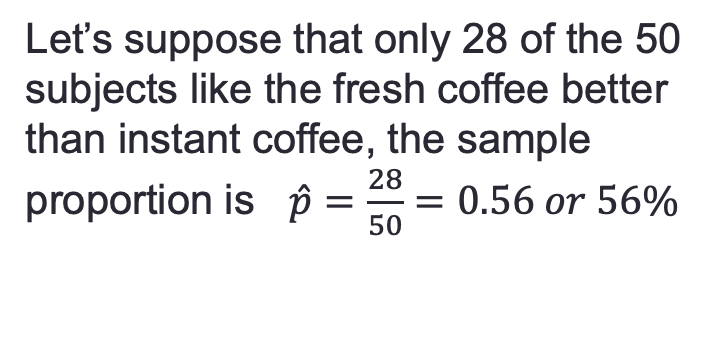 Let's suppose that only 28 of the 50
subjects like the fresh coffee better
than instant coffee, the sample
proportion is p̂ = 28/50 = 0.56 or 56%